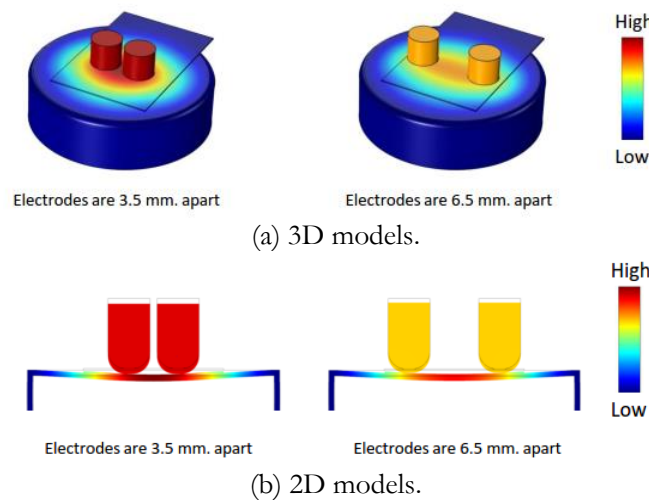 High
Low
Electrodes are 3.5 mm. apart Electrodes are 6.5 mm. apart
(a) 3D models.
High
Low
Electrodes are 3.5 mm. apart Electrodes are 6.5 mm. apart
(b) 2D models.